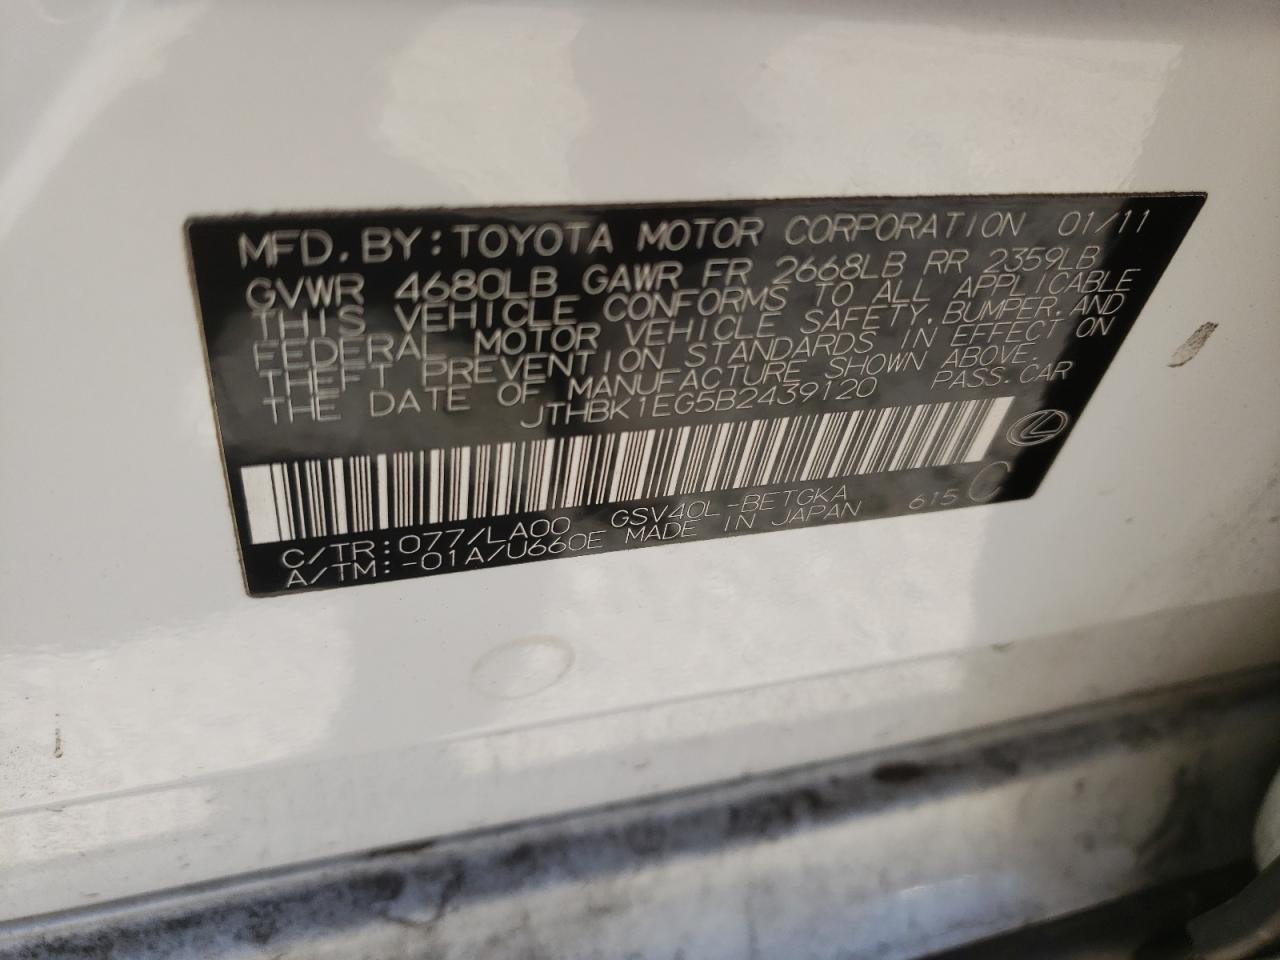 MFD. BY: TOYOTA MOTOR CORPORATION 01/11
GVWR 4680LB GAWR FR 2668LB RR 2359LB
THIS VEHICLE CONFORMS TO ALL APPLICABLE
FEDERAL MOTOR VEHICLE SAFETY, BUMPER, AND
THEFT PREVENTION STANDARDS IN EFFECT ON
THE DATE OF MANUFACTURE SHOWN ABOVE.
JTHBK1EG5B2439120 PASS. CAR
C/TR: 077/LA00 GSV40L-BETGKA 615 C
A/TM: -01A/U660E MADE IN JAPAN